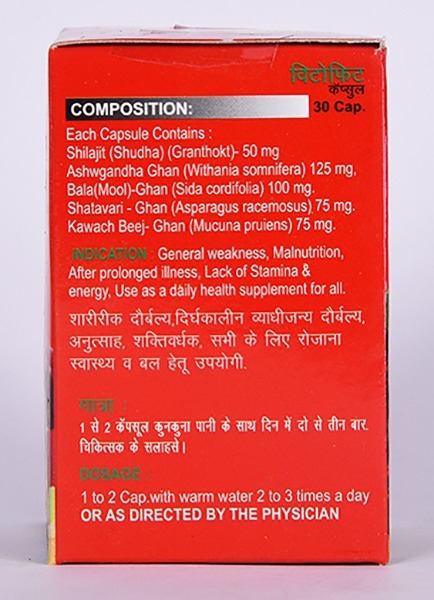 विटोफिट
कॅप्सुल
COMPOSITION:
30 Cap.
Each Capsule Contains :
Shilajit (Shudha) (Granthokt)- 50 mg
Ashwgandha Ghan (Withania somnifera) 125 mg,
Bala(Mool)-Ghan (Sida cordifolia) 100 mg.
Shatavari - Ghan (Asparagus racemosus) 75 mg.
Kawach Beej- Ghan (Mucuna pruiens) 75 mg.
INDICATION : General weakness, Malnutrition,
After prolonged illness, Lack of Stamina &
energy, Use as a daily health supplement for all.
शारीरीक दौर्बल्य,दिर्घकालीन व्याधीजन्य दौर्बल्य,
अनुत्साह, शक्तिवर्धक, सभी के लिए रोजाना
स्वास्थ्य व बल हेतू उपयोगी.
मात्रा :
1 से 2 कॅपसूल कुनकुना पानी के साथ दिन में दो से तीन बार.
चिकित्सक के सलाहसे।
DOSAGE :
1 to 2 Cap.with warm water 2 to 3 times a day
OR AS DIRECTED BY THE PHYSICIAN